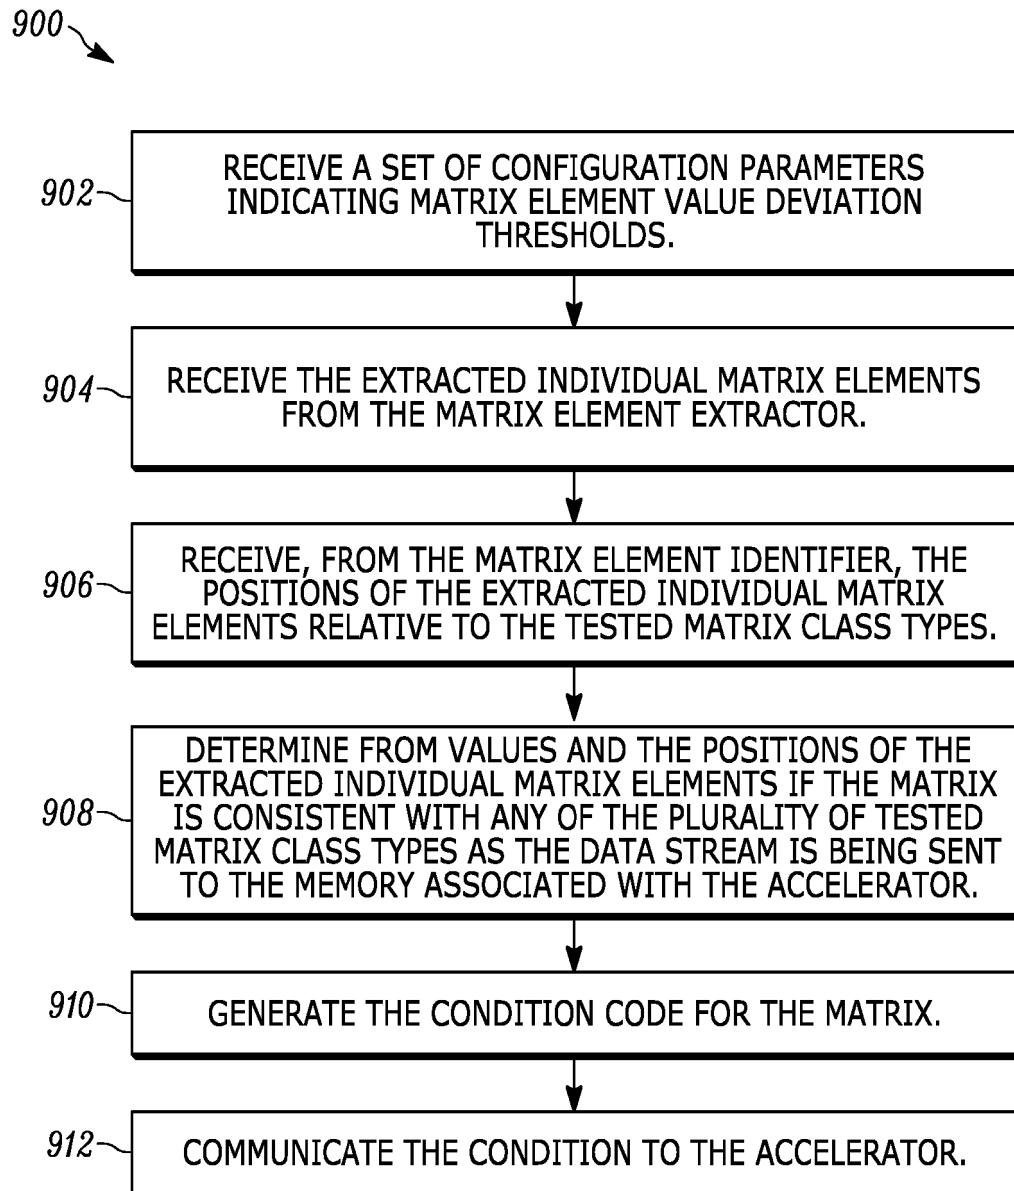 900
902
RECEIVE A SET OF CONFIGURATION PARAMETERS
INDICATING MATRIX ELEMENT VALUE DEVIATION
THRESHOLDS.
904
RECEIVE THE EXTRACTED INDIVIDUAL MATRIX ELEMENTS
FROM THE MATRIX ELEMENT EXTRACTOR.
906
RECEIVE, FROM THE MATRIX ELEMENT IDENTIFIER, THE
POSITIONS OF THE EXTRACTED INDIVIDUAL MATRIX
ELEMENTS RELATIVE TO THE TESTED MATRIX CLASS TYPES.
908
DETERMINE FROM VALUES AND THE POSITIONS OF THE
EXTRACTED INDIVIDUAL MATRIX ELEMENTS IF THE MATRIX
IS CONSISTENT WITH ANY OF THE PLURALITY OF TESTED
MATRIX CLASS TYPES AS THE DATA STREAM IS BEING SENT
TO THE MEMORY ASSOCIATED WITH THE ACCELERATOR.
910
GENERATE THE CONDITION CODE FOR THE MATRIX.
912
COMMUNICATE THE CONDITION TO THE ACCELERATOR.